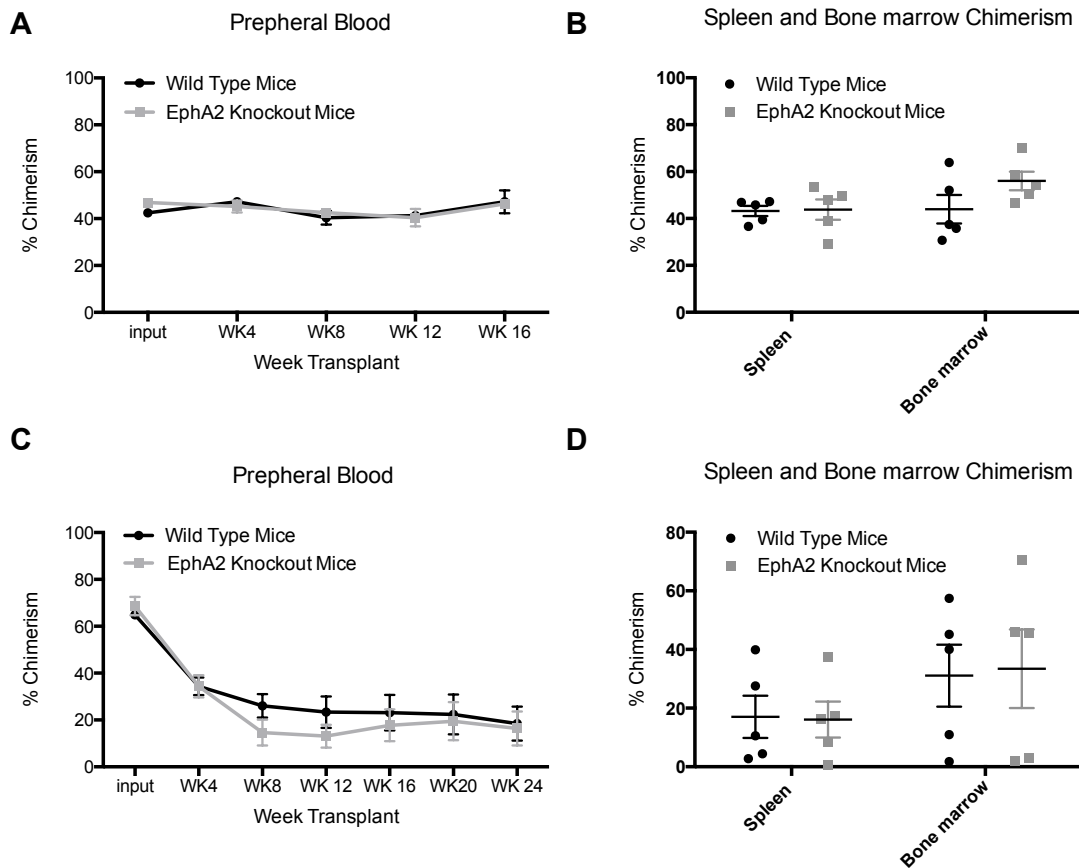 A
Prepheral Blood
Wild Type Mice
EphA2 Knockout Mice
% Chimerism
100
80
60
40
20
0
input WK4 WK8 WK 12 WK 16
Week Transplant
B
Spleen and Bone marrow Chimerism
Wild Type Mice
EphA2 Knockout Mice
% Chimerism
100
80
60
40
20
0
Spleen
Bone marrow
C
Prepheral Blood
Wild Type Mice
EphA2 Knockout Mice
% Chimerism
100
80
60
40
20
0
input WK4 WK8 WK 12 WK 16 WK20 WK 24
Week Transplant
D
Spleen and Bone marrow Chimerism
Wild Type Mice
EphA2 Knockout Mice
% Chimerism
80
60
40
20
0
Spleen
Bone marrow